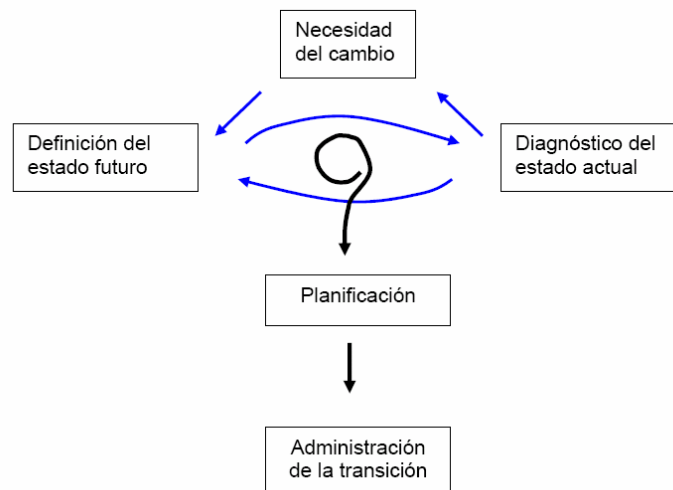 Necesidad
del cambio
Definición del
estado futuro
Diagnóstico del
estado actual
Planificación
Administración
de la transición